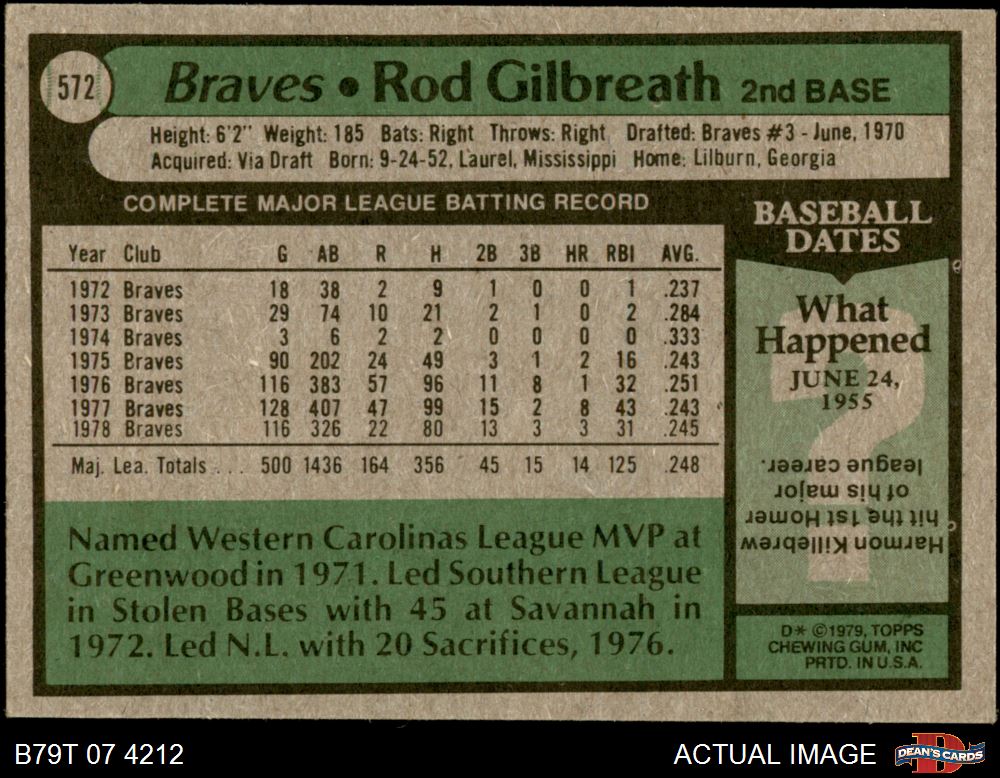 572
Braves • Rod Gilbreath 2nd BASE
Height: 6'2" Weight: 185 Bats: Right Throws: Right Drafted: Braves #3 - June, 1970
Acquired: Via Draft Born: 9-24-52, Laurel, Mississippi Home: Lilburn, Georgia
COMPLETE MAJOR LEAGUE BATTING RECORD
Year Club G AB R H 2B 3B HR RBI AVG.
1972 Braves 18 38 2 9 1 0 0 1 .237
1973 Braves 29 74 10 21 2 1 0 2 .284
1974 Braves 3 6 2 2 0 0 0 0 .333
1975 Braves 90 202 24 49 3 1 2 16 .243
1976 Braves 116 383 57 96 11 8 1 32 .251
1977 Braves 128 407 47 99 15 2 8 43 .243
1978 Braves 116 326 22 80 13 3 3 31 .245
Maj. Lea. Totals ... 500 1436 164 356 45 15 14 125 .248
Named Western Carolinas League MVP at
Greenwood in 1971. Led Southern League
in Stolen Bases with 45 at Savannah in
1972. Led N.L. with 20 Sacrifices, 1976.
BASEBALL
DATES
What
Happened
JUNE 24,
1955
?
Harmon Killebrew
hit the 1st Homer
of his major
league career.
D* ©1979, TOPPS
CHEWING GUM, INC
PRTD. IN U.S.A.
B79T 07 4212
ACTUAL IMAGE
DEAN'S CARDS